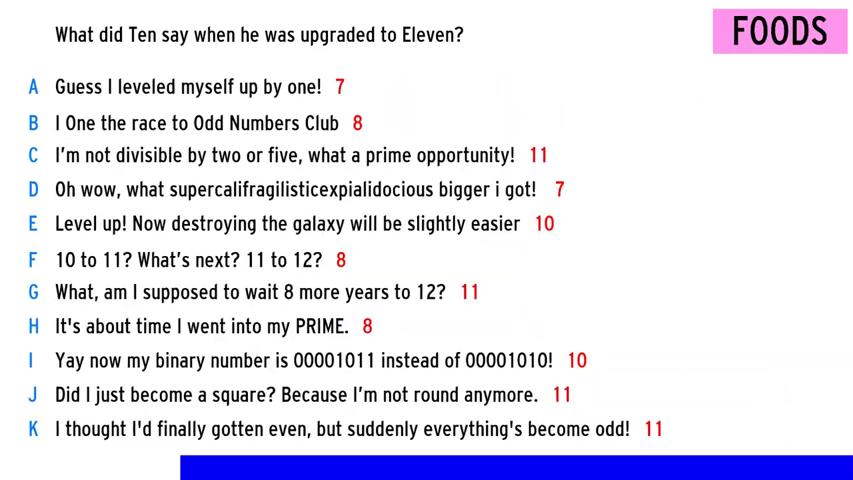 What did Ten say when he was upgraded to Eleven?
FOODS
A Guess I leveled myself up by one! 7
B I One the race to Odd Numbers Club 8
C I'm not divisible by two or five, what a prime opportunity! 11
D Oh wow, what supercalifragilisticexpialidocious bigger i got! 7
E Level up! Now destroying the galaxy will be slightly easier 10
F 10 to 11? What's next? 11 to 12? 8
G What, am I supposed to wait 8 more years to 12? 11
H It's about time I went into my PRIME. 8
I Yay now my binary number is 00001011 instead of 00001010! 10
J Did I just become a square? Because I'm not round anymore. 11
K I thought I'd finally gotten even, but suddenly everything's become odd! 11